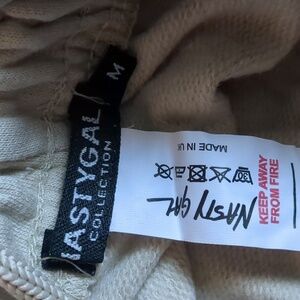 NASTYGAL
COLLECTION
M
NASTY GAL
KEEP AWAY
FROM FIRE
MADE IN UK